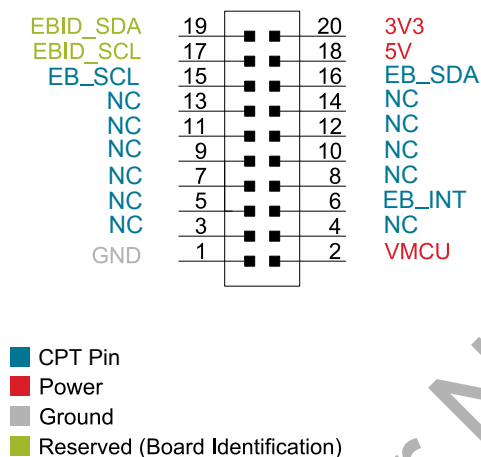 EBID_SDA 19 20 3V3
EBID_SCL 17 18 5V
EB_SCL 15 16 EB_SDA
NC 13 14 NC
NC 11 12 NC
NC 9 10 NC
NC 7 8 NC
NC 5 6 EB_INT
NC 3 4 NC
GND 1 2 VMCU
CPT Pin
Power
Ground
Reserved (Board Identification)